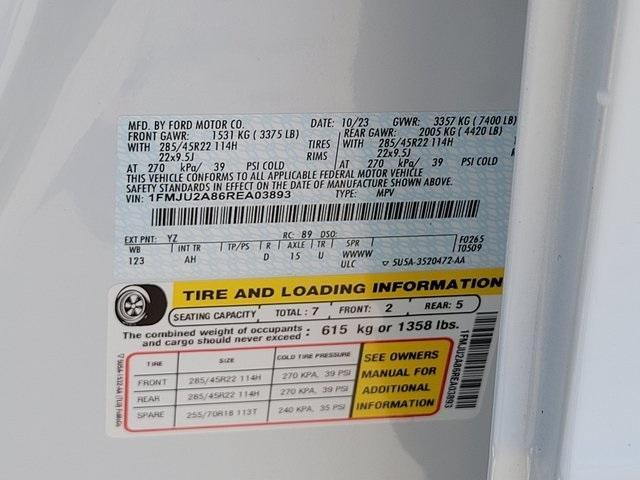 MFD. BY FORD MOTOR CO. DATE: 10/23 GVWR: 3357 KG (7400 LB)
FRONT GAWR: 1531 KG (3375 LB) REAR GAWR: 2005 KG (4420 LB)
WITH 285/45R22 114H TIRES WITH 285/45R22 114H
22x9.5J RIMS 22x9.5J
AT 270 kPa/ 39 PSI COLD AT 270 kPa/ 39 PSI COLD
THIS VEHICLE CONFORMS TO ALL APPLICABLE FEDERAL MOTOR VEHICLE
SAFETY STANDARDS IN EFFECT ON THE DATE OF MANUFACTURE SHOWN ABOVE.
VIN: 1FMJU2A86REA03893 TYPE: MPV
EXT PNT: YZ RC: 89 DSO: F0265
WB INT TR TP/PS R AXLE TR SPR T0509
123 AH D 15 U WWWW
ULC 5U5A-3520472-AA
TIRE AND LOADING INFORMATION
SEATING CAPACITY TOTAL: 7 FRONT: 2 REAR: 5
The combined weight of occupants and cargo should never exceed: 615 kg or 1358 lbs.
TIRE SIZE COLD TIRE PRESSURE
FRONT 285/45R22 114H 270 KPA, 39 PSI
REAR 285/45R22 114H 270 KPA, 39 PSI
SPARE 255/70R18 113T 240 KPA, 35 PSI
SEE OWNERS
MANUAL FOR
ADDITIONAL
INFORMATION
1FMJU2A86REA03893